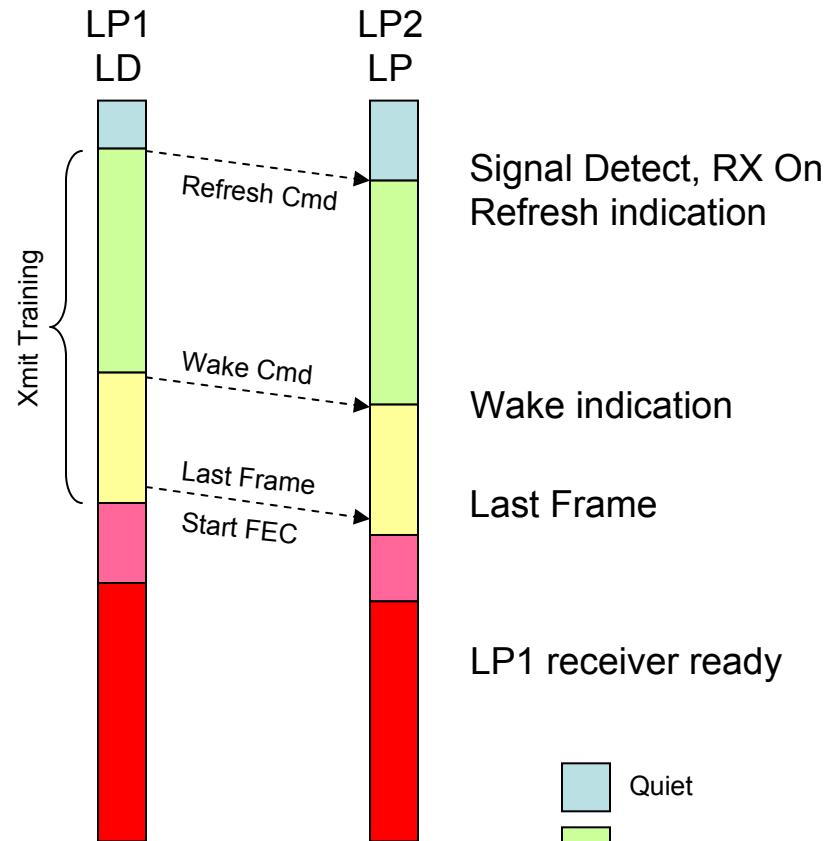 LP1
LD
LP2
LP
Signal Detect, RX On
Refresh indication
Refresh Cmd
Xmit Training
Wake Cmd
Wake indication
Last Frame
Start FEC
Last Frame
LP1 receiver ready
Quiet